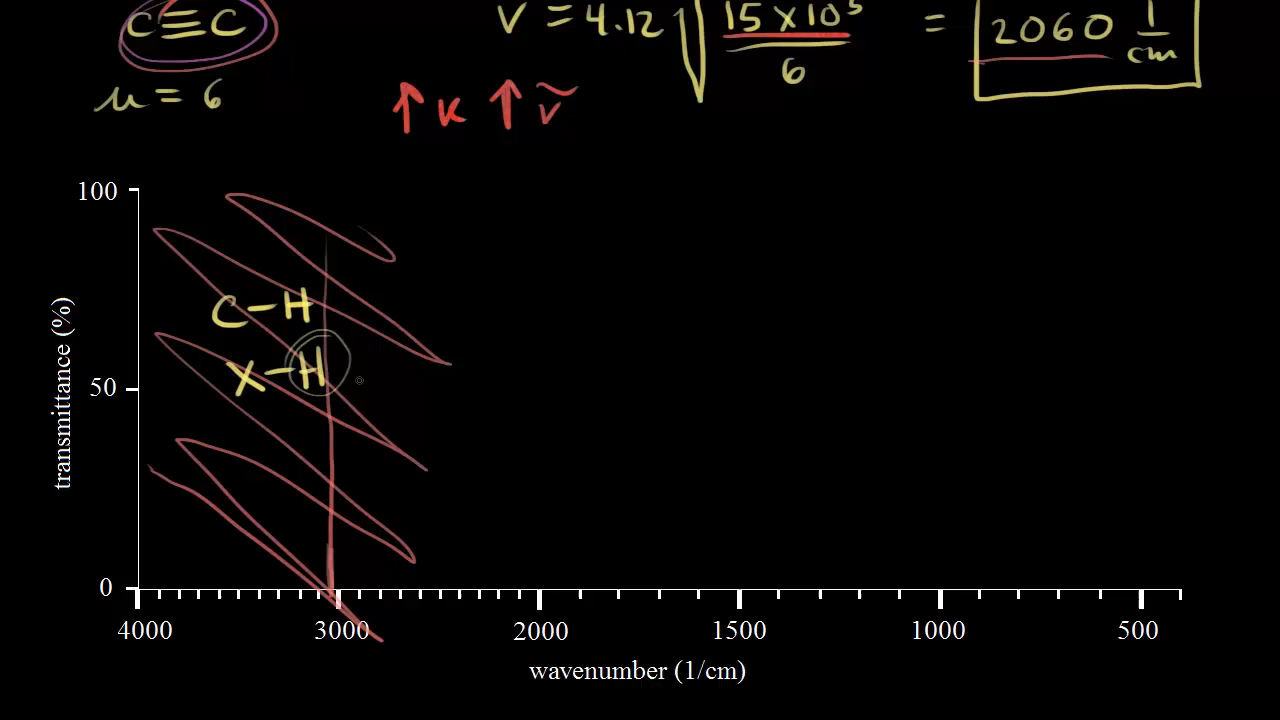 C≡C
v = 4.12 √ 15 × 10⁵ / 6 = 2060 1/cm
μ = 6
↑ K ↑ ṽ
100
C–H
X–H
50
0
4000 3000 2000 1500 1000 500
transmittance (%)
wavenumber (1/cm)